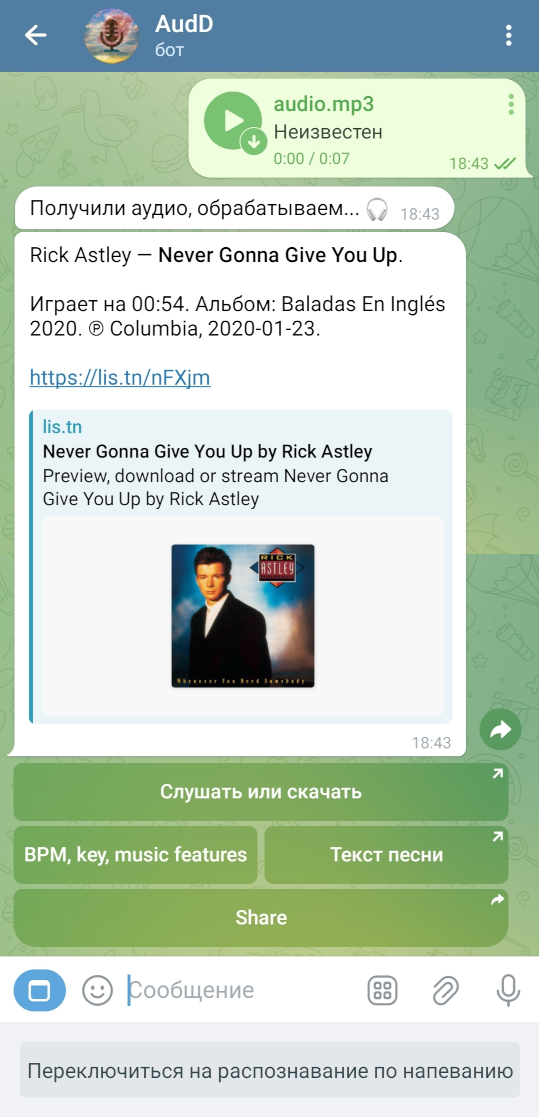 AudD
бот
audio.mp3
Неизвестен
0:00 / 0:07
18:43
Получили аудио, обрабатываем...
18:43
Rick Astley — Never Gonna Give You Up.
Играет на 00:54. Альбом: Baladas En Inglés
2020. ℗ Columbia, 2020-01-23.
https://lis.tn/nFXjm
lis.tn
Never Gonna Give You Up by Rick Astley
Preview, download or stream Never Gonna
Give You Up by Rick Astley
RICK
ASTLEY
Whenever You Need Somebody
18:43
Слушать или скачать
BPM, key, music features
Текст песни
Share
Сообщение
Переключиться на распознавание по напеванию